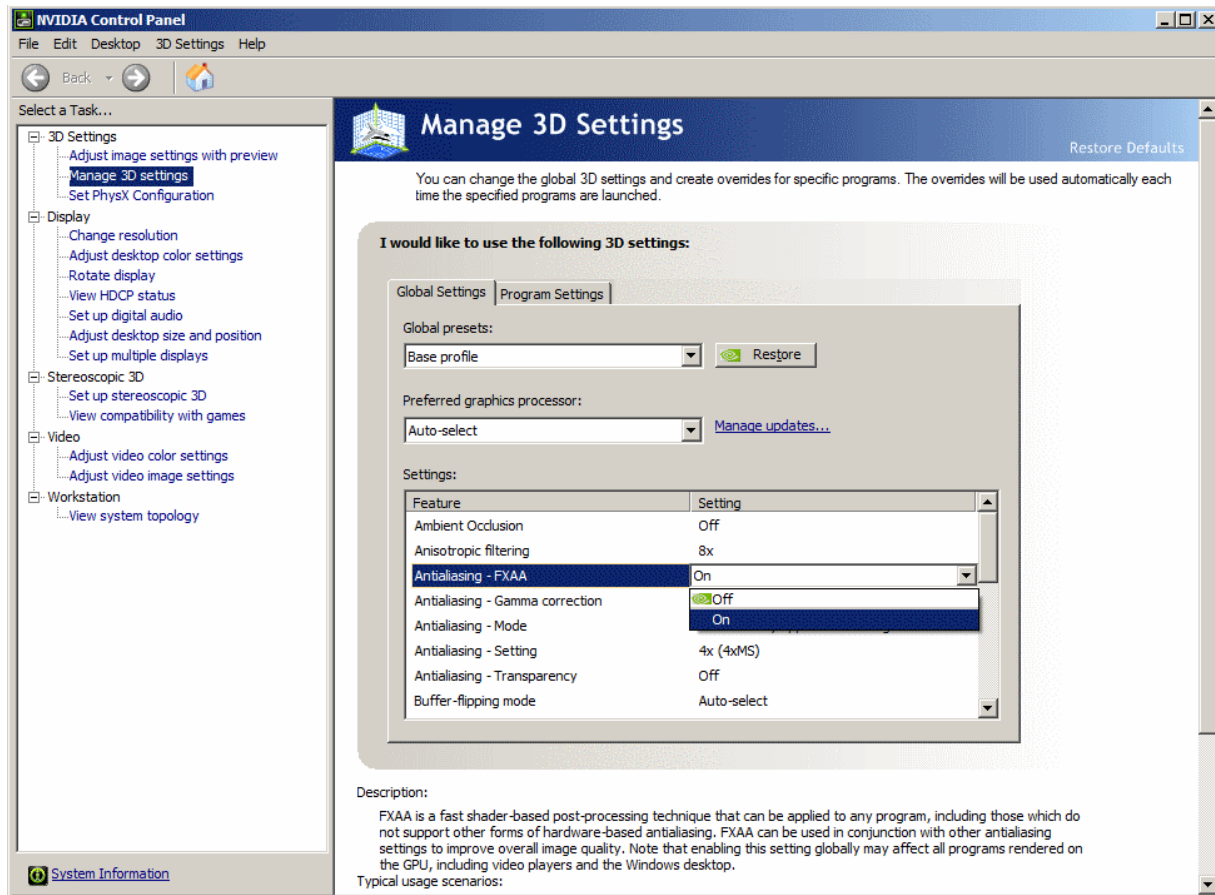 NVIDIA Control Panel
File Edit Desktop 3D Settings Help
Back
Select a Task...
3D Settings
Adjust image settings with preview
Manage 3D settings
Set PhysX Configuration
Display
Change resolution
Adjust desktop color settings
Rotate display
View HDCP status
Set up digital audio
Adjust desktop size and position
Set up multiple displays
Stereoscopic 3D
Set up stereoscopic 3D
View compatibility with games
Video
Adjust video color settings
Adjust video image settings
Workstation
View system topology
System Information
Manage 3D Settings
Restore Defaults
You can change the global 3D settings and create overrides for specific programs. The overrides will be used automatically each
time the specified programs are launched.
I would like to use the following 3D settings:
Global Settings Program Settings
Global presets:
Base profile Restore
Preferred graphics processor:
Auto-select Manage updates...
Settings:
Feature Setting
Ambient Occlusion Off
Anisotropic filtering 8x
Antialiasing - FXAA On
Antialiasing - Gamma correction Off
On
Antialiasing - Mode
Antialiasing - Setting 4x (4xMS)
Antialiasing - Transparency Off
Buffer-flipping mode Auto-select
Description:
FXAA is a fast shader-based post-processing technique that can be applied to any program, including those which do
not support other forms of hardware-based antialiasing. FXAA can be used in conjunction with other antialiasing
settings to improve overall image quality. Note that enabling this setting globally may affect all programs rendered on
the GPU, including video players and the Windows desktop.
Typical usage scenarios: